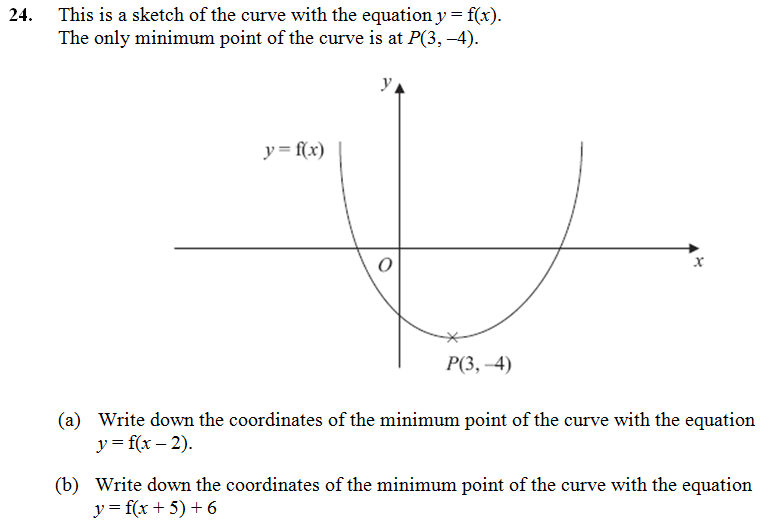 24. This is a sketch of the curve with the equation y = f(x).
The only minimum point of the curve is at P(3, –4).
y
y = f(x)
O
x
P(3, –4)
(a) Write down the coordinates of the minimum point of the curve with the equation
y = f(x – 2).
(b) Write down the coordinates of the minimum point of the curve with the equation
y = f(x + 5) + 6